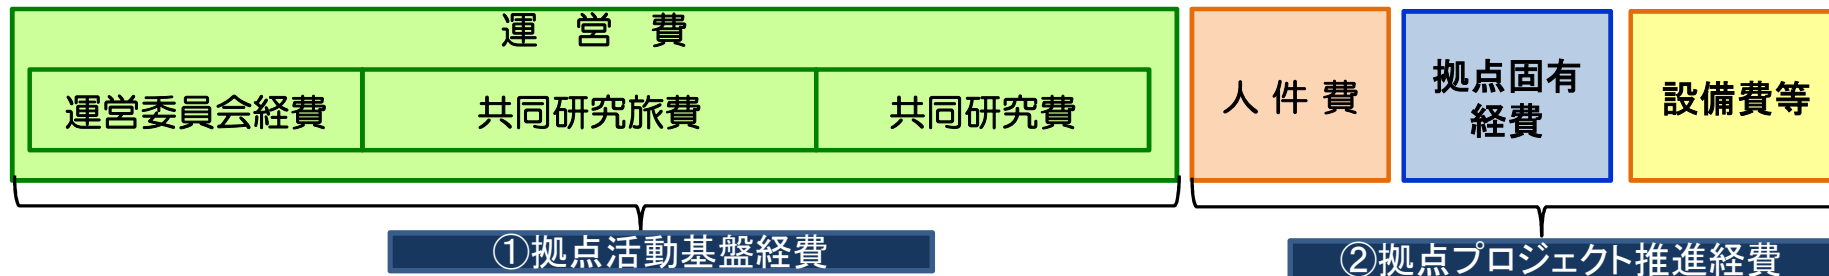 運 営 費
運営委員会経費
共同研究旅費
共同研究費
人 件 費
拠点固有
経費
設備費等
①拠点活動基盤経費
②拠点プロジェクト推進経費